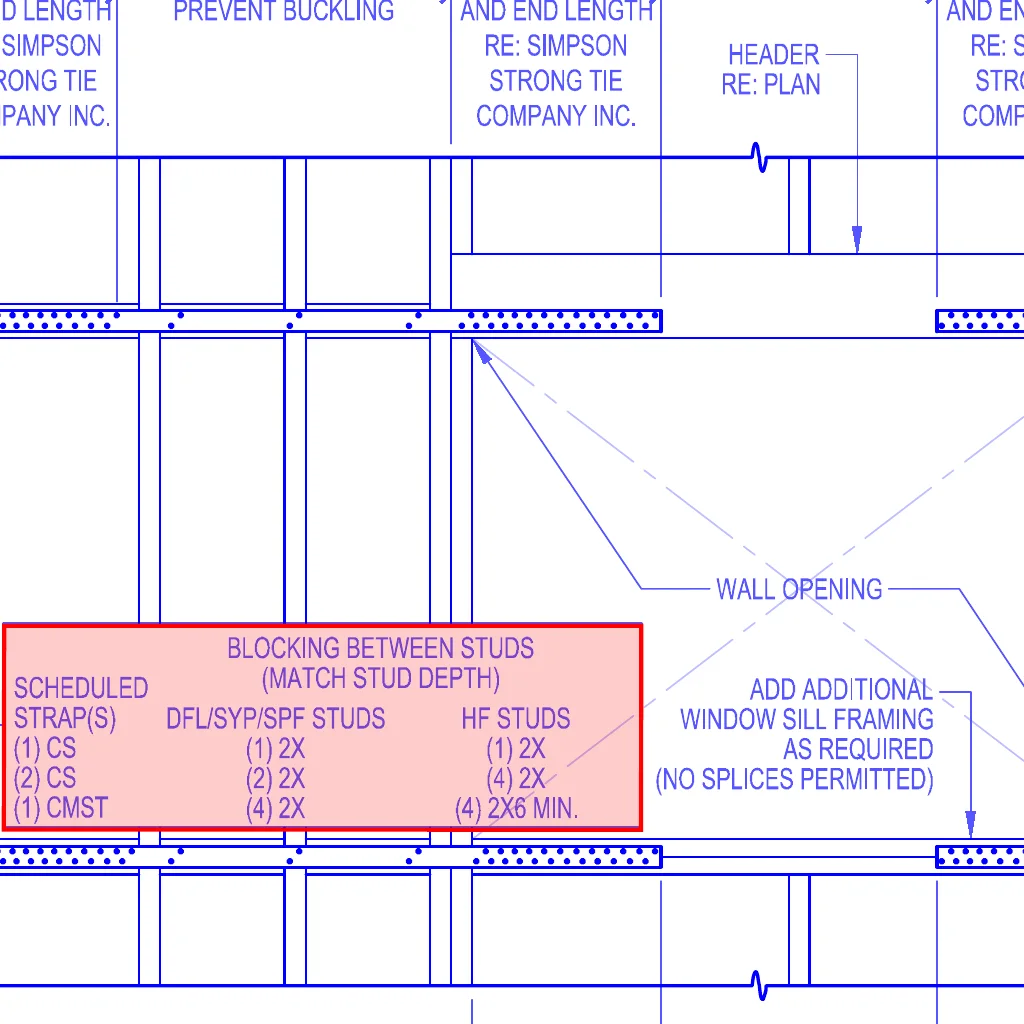 D LENGTH
SIMPSON
RONG TIE
PANY INC.
PREVENT BUCKLING
AND END LENGTH
RE: SIMPSON
STRONG TIE
COMPANY INC.
HEADER
RE: PLAN
AND EN
RE: S
STRO
COMP
WALL OPENING
BLOCKING BETWEEN STUDS
(MATCH STUD DEPTH)
SCHEDULED
STRAP(S) DFL/SYP/SPF STUDS HF STUDS
(1) CS (1) 2X (1) 2X
(2) CS (2) 2X (4) 2X
(1) CMST (4) 2X (4) 2X6 MIN.
ADD ADDITIONAL
WINDOW SILL FRAMING
AS REQUIRED
(NO SPLICES PERMITTED)